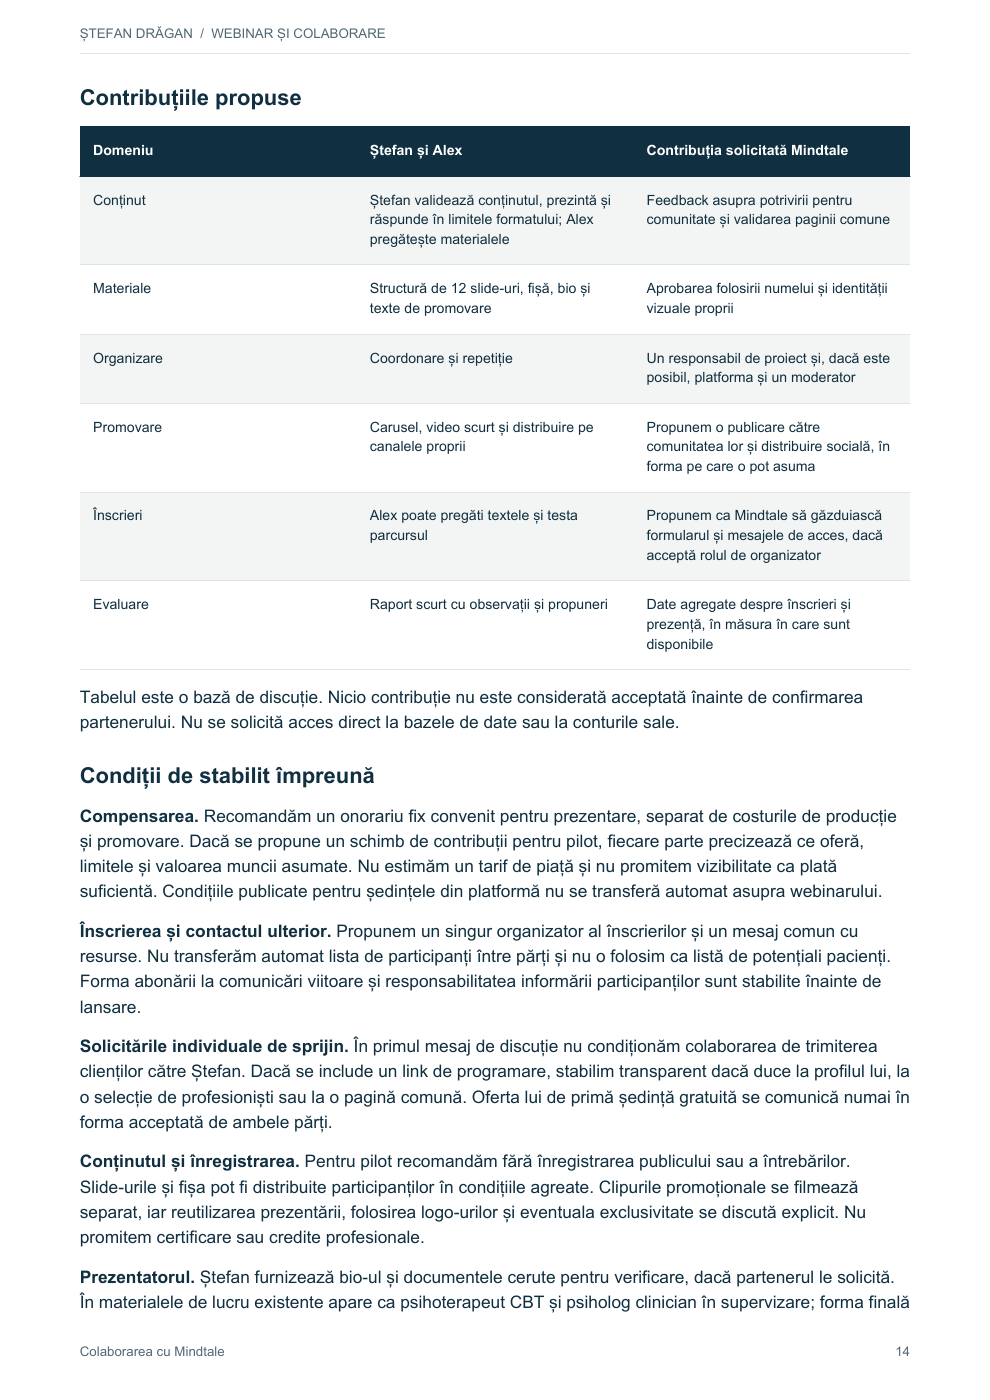 ȘTEFAN DRĂGAN / WEBINAR ȘI COLABORARE
Contribuțiile propuse
Domeniu
Ștefan și Alex
Contribuția solicitată Mindtale
Conținut
Ștefan validează conținutul, prezintă și
răspunde în limitele formatului; Alex
pregătește materialele
Feedback asupra potrivirii pentru
comunitate și validarea paginii comune
Materiale
Structură de 12 slide-uri, fișă, bio și
texte de promovare
Aprobarea folosirii numelui și identității
vizuale proprii
Organizare
Coordonare și repetiție
Un responsabil de proiect și, dacă este
posibil, platforma și un moderator
Promovare
Carusel, video scurt și distribuire pe
canalele proprii
Propunem o publicare către
comunitatea lor și distribuire socială, în
forma pe care o pot asuma
Înscrieri
Alex poate pregăti textele și testa
parcursul
Propunem ca Mindtale să găzduiască
formularul și mesajele de acces, dacă
acceptă rolul de organizator
Evaluare
Raport scurt cu observații și propuneri
Date agregate despre înscrieri și
prezență, în măsura în care sunt
disponibile
Tabelul este o bază de discuție. Nicio contribuție nu este considerată acceptată înainte de confirmarea
partenerului. Nu se solicită acces direct la bazele de date sau la conturile sale.
Condiții de stabilit împreună
Compensarea. Recomandăm un onorariu fix convenit pentru prezentare, separat de costurile de producție
și promovare. Dacă se propune un schimb de contribuții pentru pilot, fiecare parte precizează ce oferă,
limitele și valoarea muncii asumate. Nu estimăm un tarif de piață și nu promitem vizibilitate ca plată
suficientă. Condițiile publicate pentru ședințele din platformă nu se transferă automat asupra webinarului.
Înscrierea și contactul ulterior. Propunem un singur organizator al înscrierilor și un mesaj comun cu
resurse. Nu transferăm automat lista de participanți între părți și nu o folosim ca listă de potențiali pacienți.
Forma abonării la comunicări viitoare și responsabilitatea informării participanților sunt stabilite înainte de
lansare.
Solicitările individuale de sprijin. În primul mesaj de discuție nu condiționăm colaborarea de trimiterea
clienților către Ștefan. Dacă se include un link de programare, stabilim transparent dacă duce la profilul lui, la
o selecție de profesioniști sau la o pagină comună. Oferta lui de primă ședință gratuită se comunică numai în
forma acceptată de ambele părți.
Conținutul și înregistrarea. Pentru pilot recomandăm fără înregistrarea publicului sau a întrebărilor.
Slide-urile și fișa pot fi distribuite participanților în condițiile agreate. Clipurile promoționale se filmează
separat, iar reutilizarea prezentării, folosirea logo-urilor și eventuala exclusivitate se discută explicit. Nu
promitem certificare sau credite profesionale.
Prezentatorul. Ștefan furnizează bio-ul și documentele cerute pentru verificare, dacă partenerul le solicită.
În materialele de lucru existente apare ca psihoterapeut CBT și psiholog clinician în supervizare; forma finală
Colaborarea cu Mindtale
14